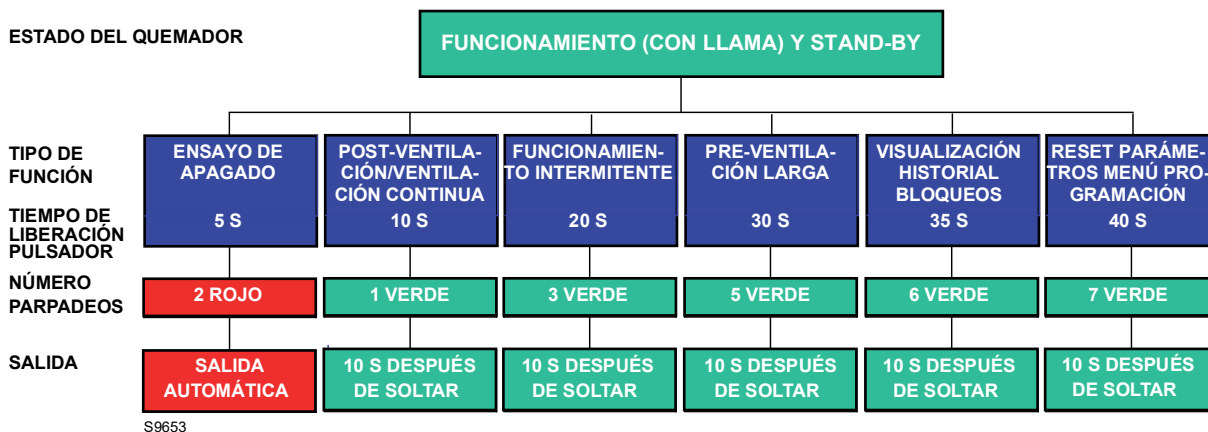 ESTADO DEL QUEMADOR
FUNCIONAMIENTO (CON LLAMA) Y STAND-BY
TIPO DE
FUNCIÓN
ENSAYO DE
APAGADO
POST-VENTILA-
CIÓN/VENTILA-
CIÓN CONTINUA
FUNCIONAMIEN-
TO INTERMITENTE
PRE-VENTILA-
CIÓN LARGA
VISUALIZACIÓN
HISTORIAL
BLOQUEOS
RESET PARÁME-
TROS MENÚ PRO-
GRAMACIÓN
TIEMPO DE
LIBERACIÓN
PULSADOR
5 S
10 S
20 S
30 S
35 S
40 S
NÚMERO
PARPADEOS
2 ROJO
1 VERDE
3 VERDE
5 VERDE
6 VERDE
7 VERDE
SALIDA
SALIDA
AUTOMÁTICA
10 S DESPUÉS
DE SOLTAR
10 S DESPUÉS
DE SOLTAR
10 S DESPUÉS
DE SOLTAR
10 S DESPUÉS
DE SOLTAR
10 S DESPUÉS
DE SOLTAR
S9653